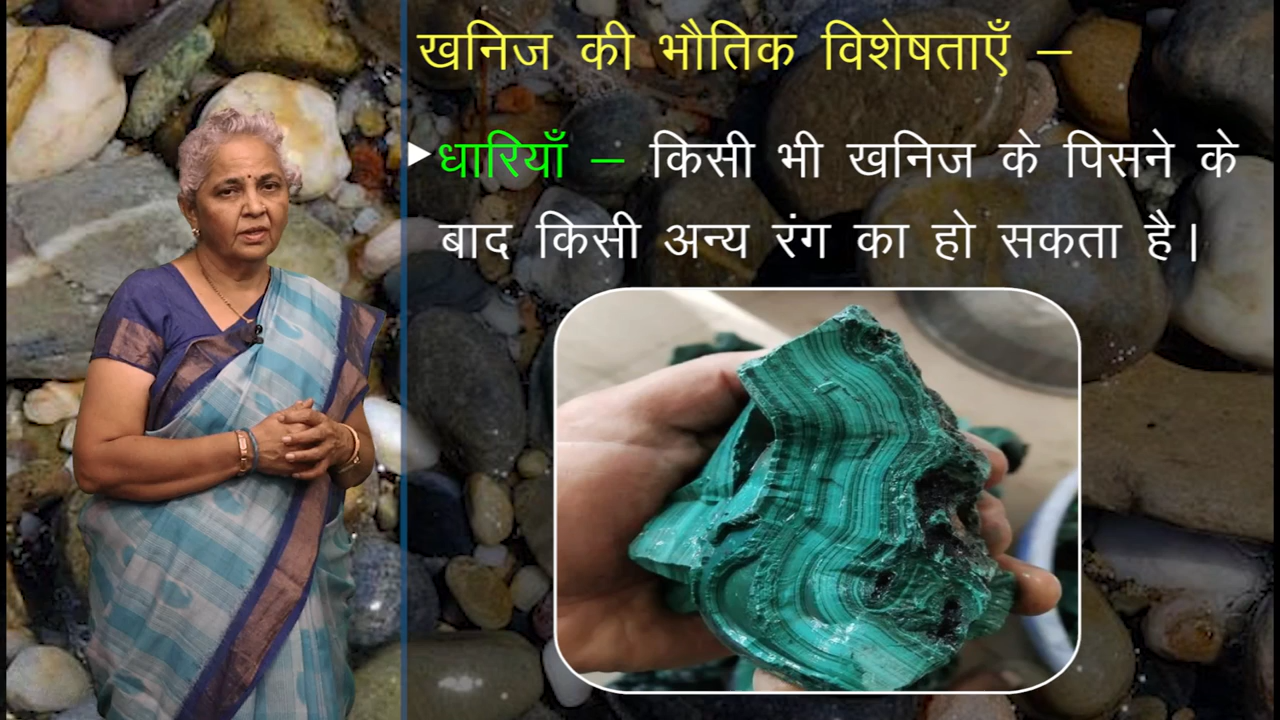 खनिज की भौतिक विशेषताएँ –
धारियाँ – किसी भी खनिज के पिसने के
बाद किसी अन्य रंग का हो सकता है।